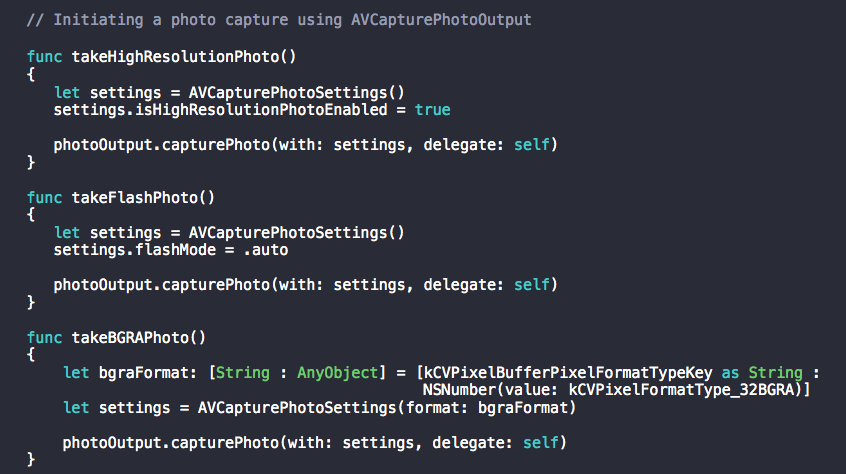 // Initiating a photo capture using AVCapturePhotoOutput
func takeHighResolutionPhoto()
{
let settings = AVCapturePhotoSettings()
settings.isHighResolutionPhotoEnabled = true
photoOutput.capturePhoto(with: settings, delegate: self)
}
func takeFlashPhoto()
{
let settings = AVCapturePhotoSettings()
settings.flashMode = .auto
photoOutput.capturePhoto(with: settings, delegate: self)
}
func takeBGRAPhoto()
{
let bgraFormat: [String : AnyObject] = [kCVPixelBufferPixelFormatTypeKey as String :
NSNumber(value: kCVPixelFormatType_32BGRA)]
let settings = AVCapturePhotoSettings(format: bgraFormat)
photoOutput.capturePhoto(with: settings, delegate: self)
}